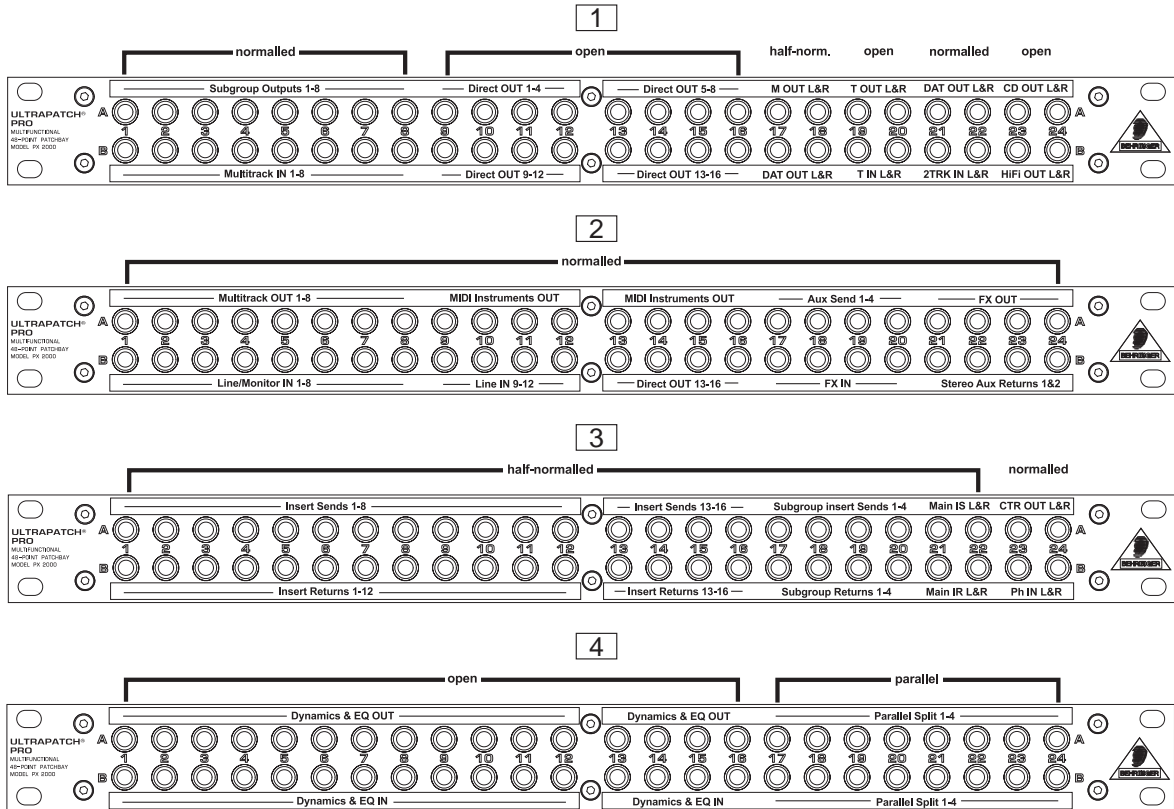 1
normalled open half-norm. open normalled open
Subgroup Outputs 1-8 Direct OUT 1-4 Direct OUT 5-8 M OUT L&R T OUT L&R DAT OUT L&R CD OUT L&R
A A
ULTRAPATCH®
PRO
MULTIFUNCTIONAL
48-POINT PATCHBAY
MODEL PX 2000
1 2 3 4 5 6 7 8 9 10 11 12 13 14 15 16 17 18 19 20 21 22 23 24
BEHRINGER
B B
Multitrack IN 1-8 Direct OUT 9-12 Direct OUT 13-16 DAT OUT L&R T IN L&R 2TRK IN L&R HiFi OUT L&R
2
normalled
Multitrack OUT 1-8 MIDI Instruments OUT MIDI Instruments OUT Aux Send 1-4 FX OUT
A A
ULTRAPATCH®
PRO
MULTIFUNCTIONAL
48-POINT PATCHBAY
MODEL PX 2000
1 2 3 4 5 6 7 8 9 10 11 12 13 14 15 16 17 18 19 20 21 22 23 24
BEHRINGER
B B
Line/Monitor IN 1-8 Line IN 9-12 Direct OUT 13-16 FX IN Stereo Aux Returns 1&2
3
half-normalled normalled
Insert Sends 1-8 Insert Sends 13-16 Subgroup insert Sends 1-4 Main IS L&R CTR OUT L&R
A A
ULTRAPATCH®
PRO
MULTIFUNCTIONAL
48-POINT PATCHBAY
MODEL PX 2000
1 2 3 4 5 6 7 8 9 10 11 12 13 14 15 16 17 18 19 20 21 22 23 24
BEHRINGER
B B
Insert Returns 1-12 Insert Returns 13-16 Subgroup Returns 1-4 Main IR L&R Ph IN L&R
4
open parallel
Dynamics & EQ OUT Dynamics & EQ OUT Parallel Split 1-4
A A
ULTRAPATCH®
PRO
MULTIFUNCTIONAL
48-POINT PATCHBAY
MODEL PX 2000
1 2 3 4 5 6 7 8 9 10 11 12 13 14 15 16 17 18 19 20 21 22 23 24
BEHRINGER
B B
Dynamics & EQ IN Dynamics & EQ IN Parallel Split 1-4